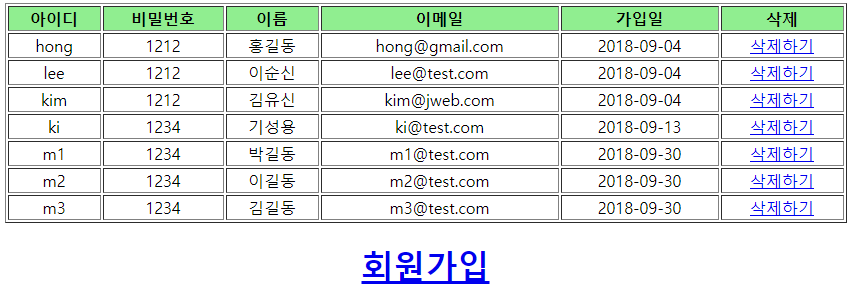 아이디 비밀번호 이름 이메일 가입일 삭제
hong 1212 홍길동 hong@gmail.com 2018-09-04 삭제하기
lee 1212 이순신 lee@test.com 2018-09-04 삭제하기
kim 1212 김유신 kim@jweb.com 2018-09-04 삭제하기
ki 1234 기성용 ki@test.com 2018-09-13 삭제하기
m1 1234 박길동 m1@test.com 2018-09-30 삭제하기
m2 1234 이길동 m2@test.com 2018-09-30 삭제하기
m3 1234 김길동 m3@test.com 2018-09-30 삭제하기
회원가입